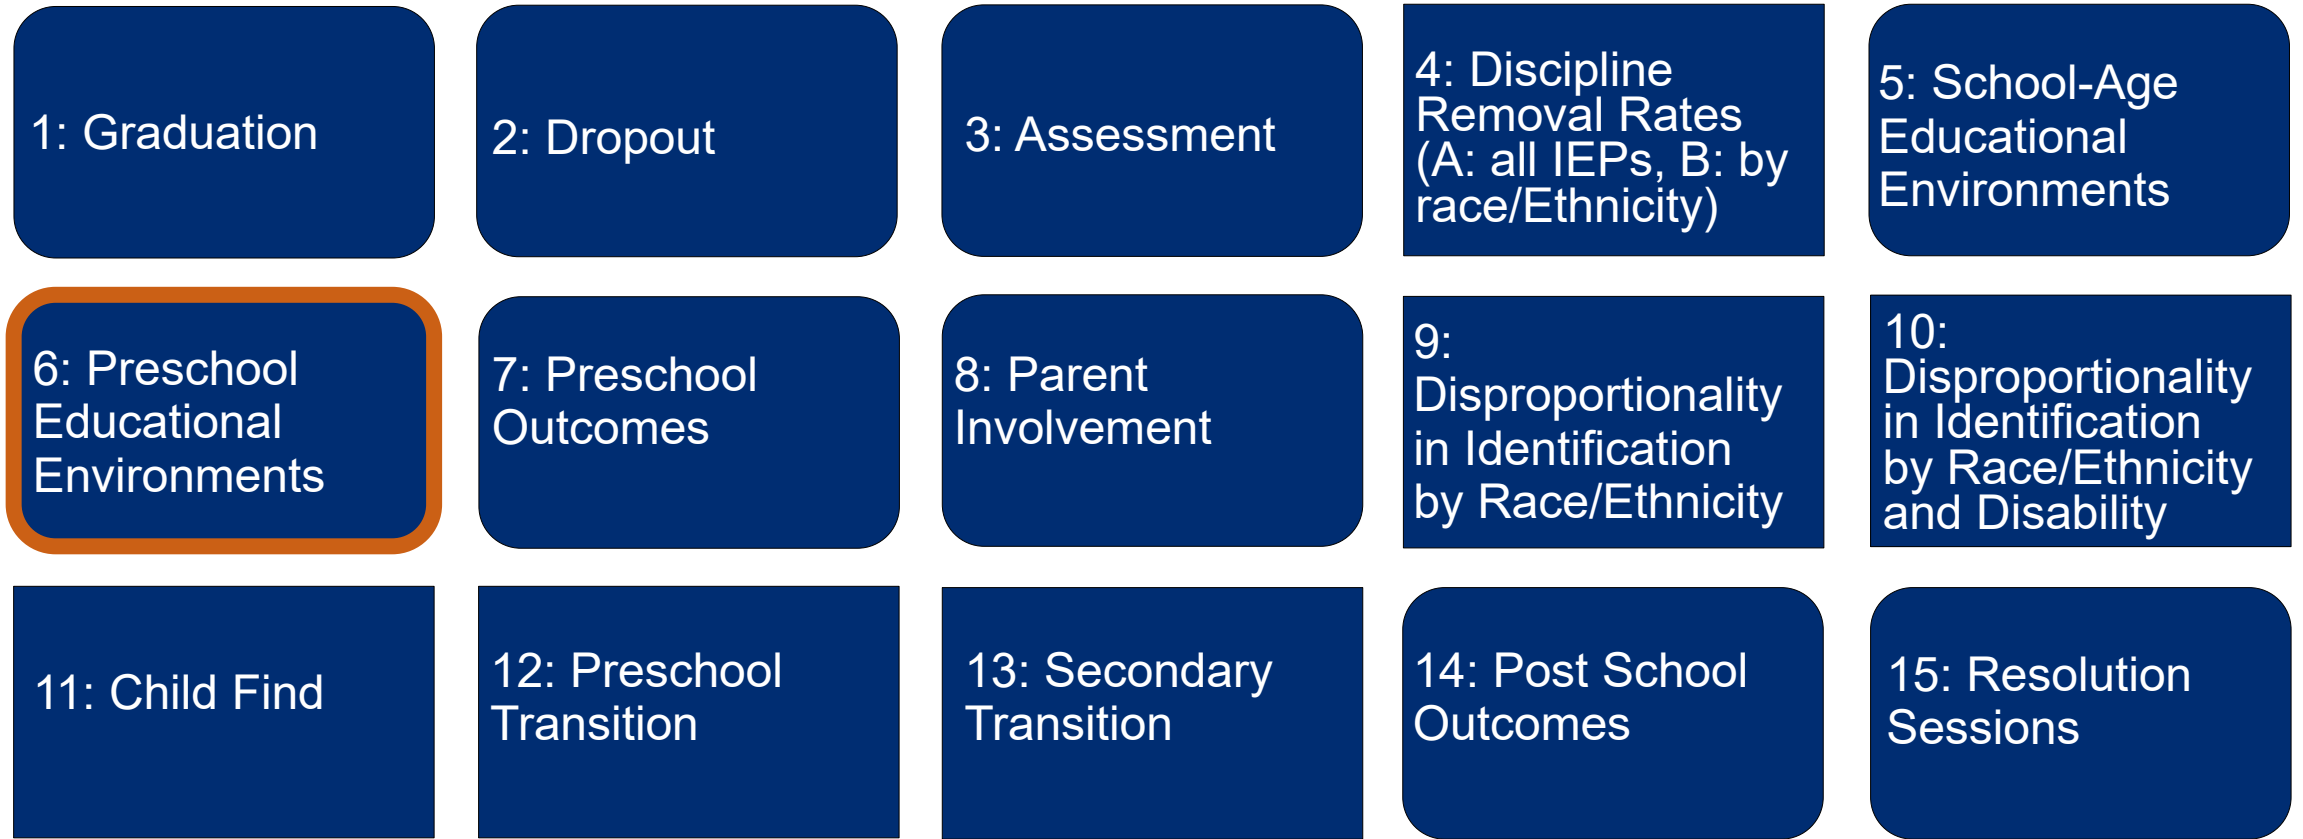 1: Graduation
2: Dropout
3: Assessment
4: Discipline
Removal Rates
(A: all IEPs, B: by
race/Ethnicity)
5: School-Age
Educational
Environments
6: Preschool
Educational
Environments
7: Preschool
Outcomes
8: Parent
Involvement
9:
Disproportionality
in Identification
by Race/Ethnicity
10:
Disproportionality
in Identification
by Race/Ethnicity
and Disability
11: Child Find
12: Preschool
Transition
13: Secondary
Transition
14: Post School
Outcomes
15: Resolution
Sessions